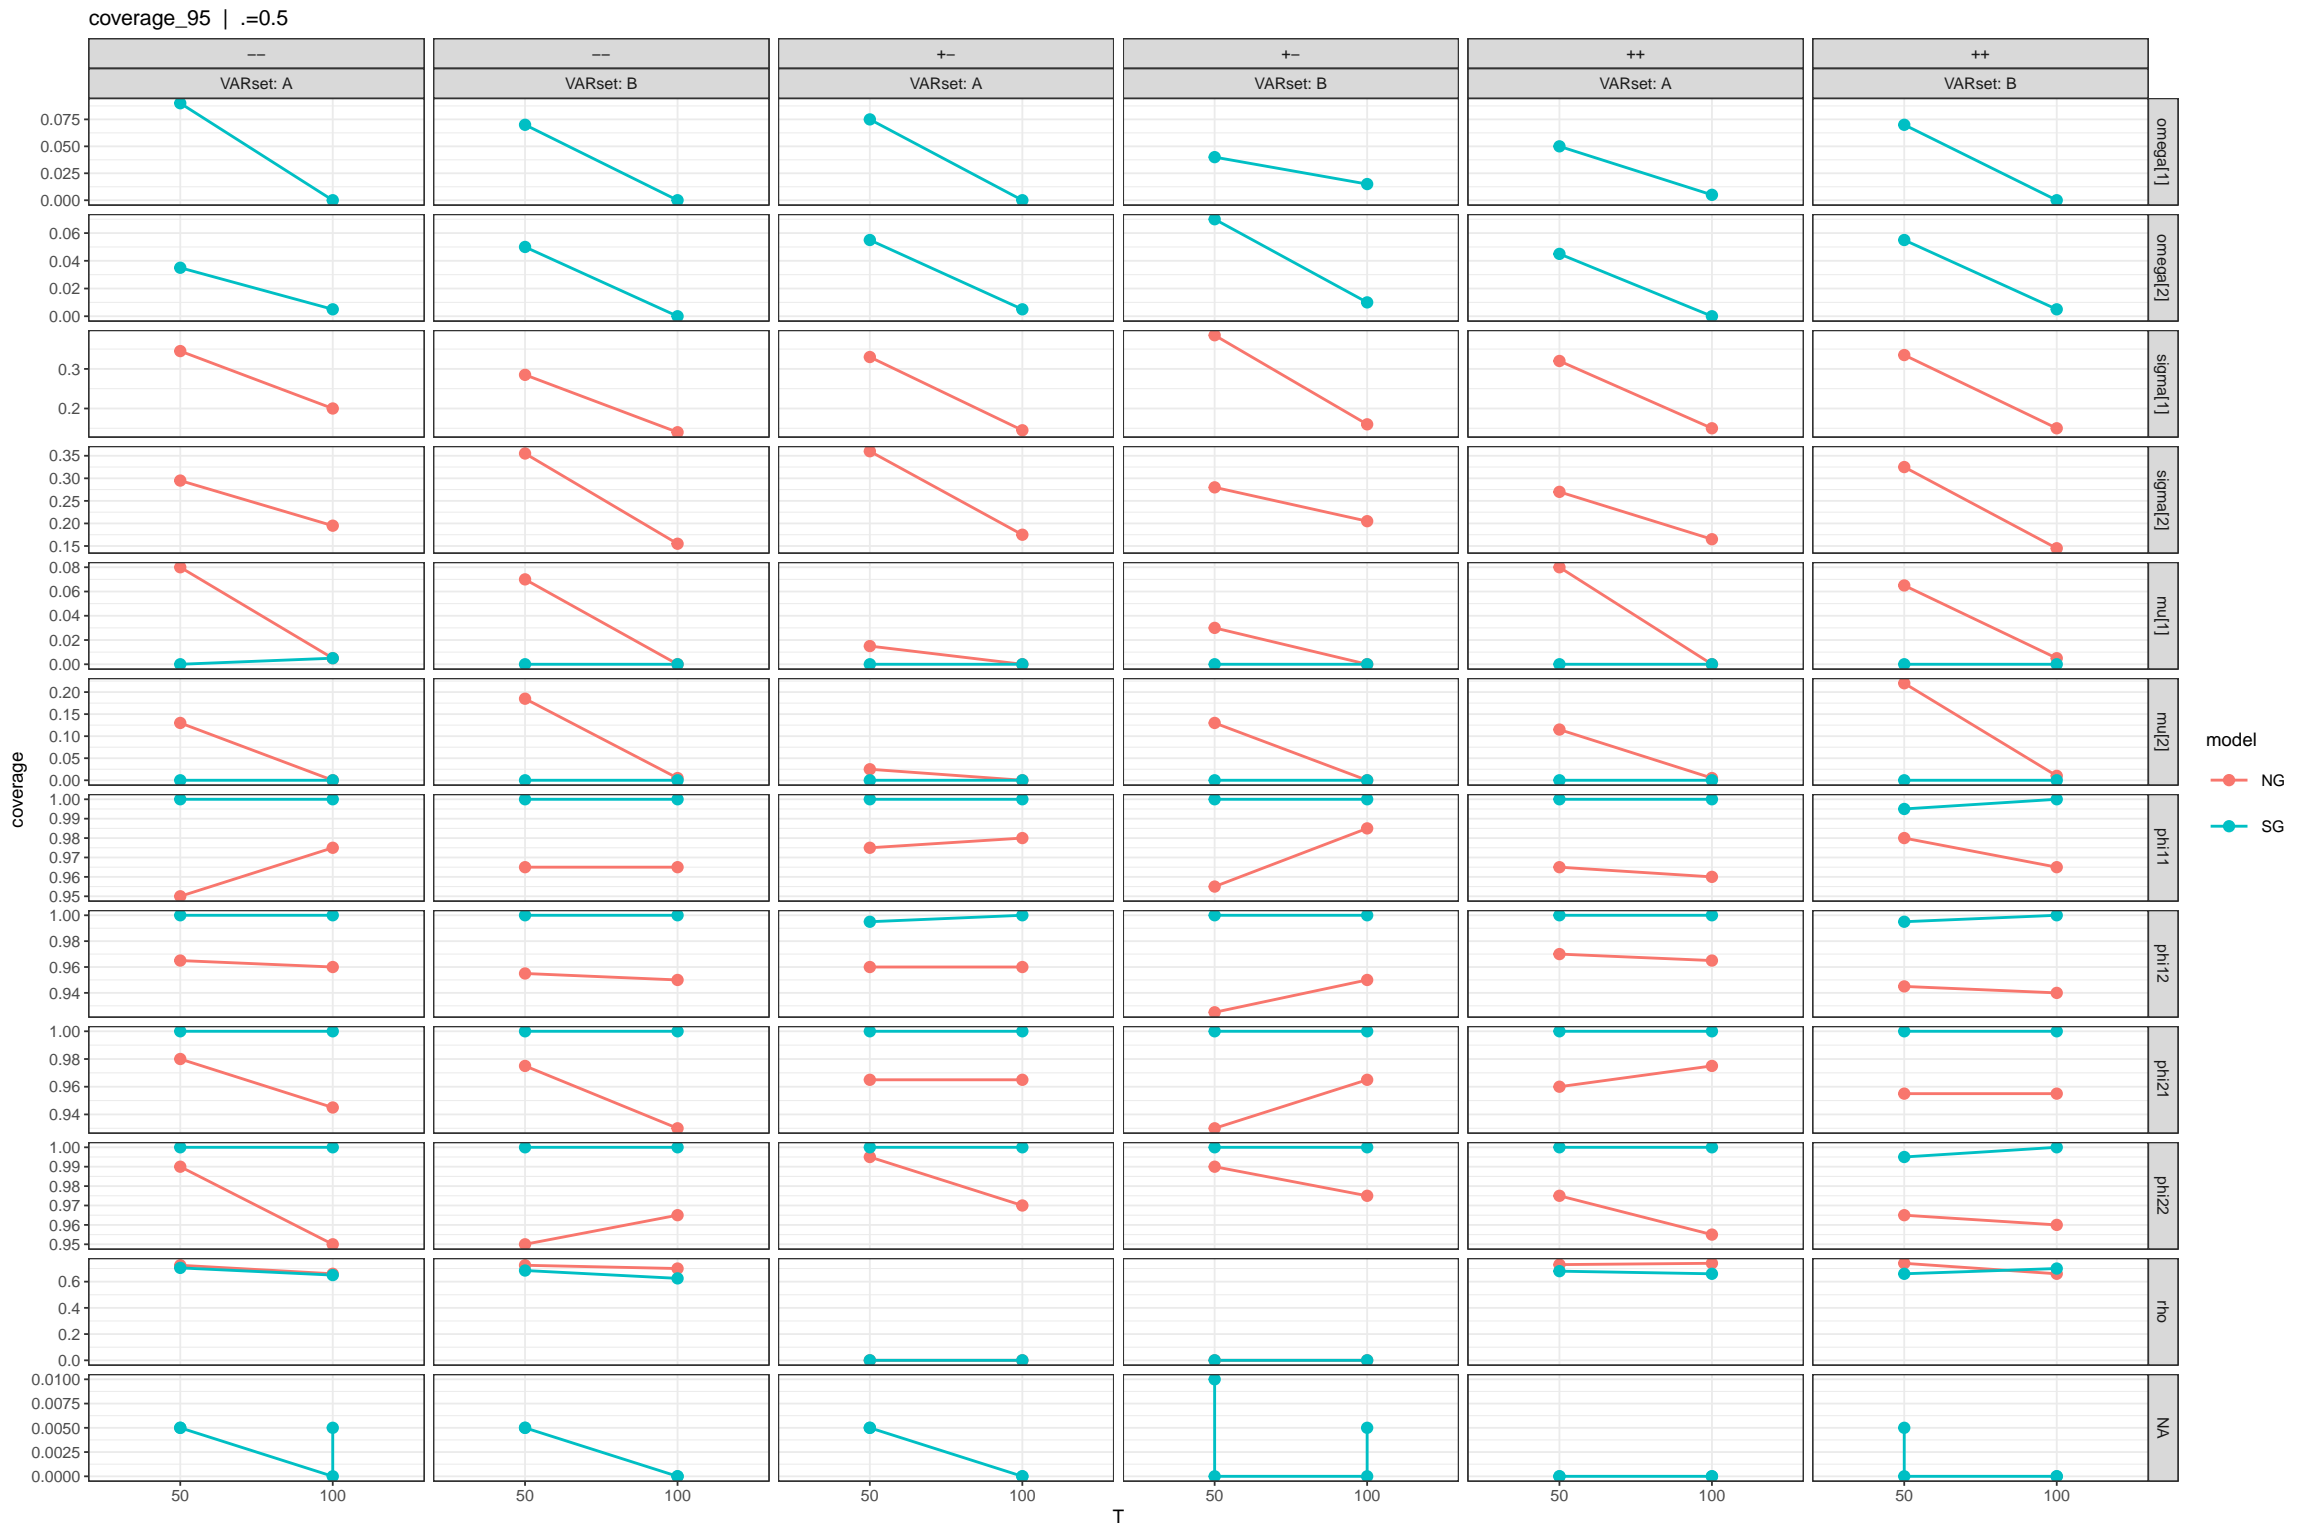 coverage_95 | .=0.5
−− −− +− +− ++ ++
VARset: A VARset: B VARset: A VARset: B VARset: A VARset: B
0.075
0.050
0.025
0.000
omega[1]
0.06
0.04
0.02
0.00
omega[2]
0.3
0.2
sigma[1]
0.35
0.30
0.25
0.20
0.15
sigma[2]
0.08
0.06
0.04
0.02
0.00
mu[1]
0.20
0.15
0.10
0.05
0.00
mu[2]
1.00
0.99
0.98
0.97
0.96
0.95
phi11
1.00
0.98
0.96
0.94
phi12
1.00
0.98
0.96
0.94
phi21
1.00
0.99
0.98
0.97
0.96
0.95
phi22
0.6
0.4
0.2
0.0
rho
0.0100
0.0075
0.0050
0.0025
0.0000
NA
50 100 50 100 50 100 50 100 50 100 50 100
T
coverage
model
NG
SG